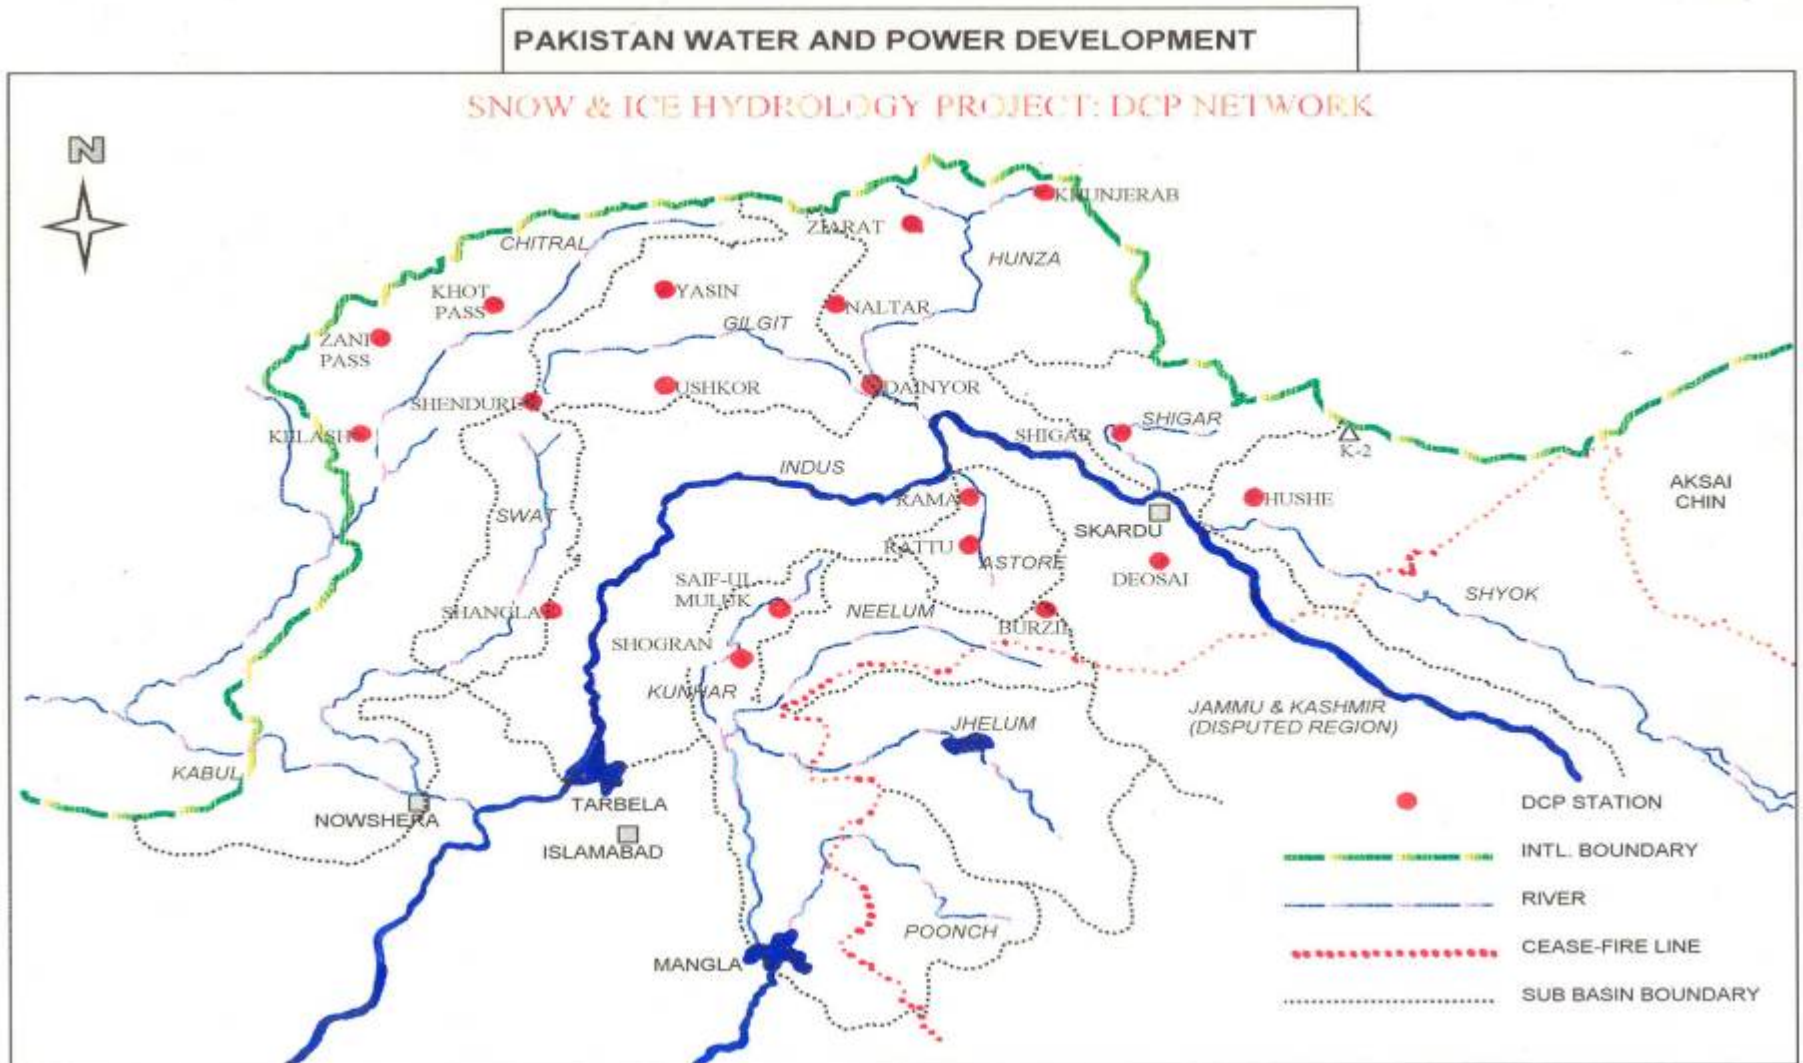 PAKISTAN WATER AND POWER DEVELOPMENT
SNOW & ICE HYDROLOGY PROJECT: DCP NETWORK
N
KHUNJERAB
ZIARAT
CHITRAL
HUNZA
KHOT
PASS
YASIN
NALTAR
GILGIT
ZANI
PASS
USHKOR
DAINYOR
SHENDURE
KELASH
SHIGAR
SHIGAR
K-2
INDUS
AKSAI
CHIN
RAMA
HUSHE
SWAT
SKARDU
RATTU
ASTORE
DEOSAI
SAIF-UL
MULUK
SHYOK
SHANGLA
NEELUM
BURZIL
SHOGRAN
KUNHAR
JAMMU & KASHMIR
(DISPUTED REGION)
JHELUM
KABUL
TARBELA
NOWSHERA
ISLAMABAD
POONCH
MANGLA
DCP STATION
INTL. BOUNDARY
RIVER
CEASE-FIRE LINE
SUB BASIN BOUNDARY